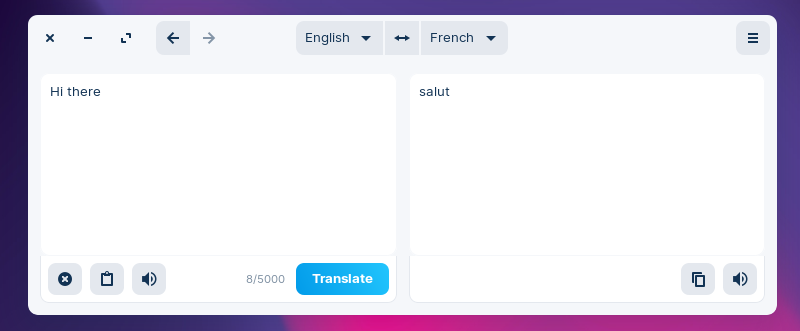 English
French
Hi there
salut
8/5000
Translate